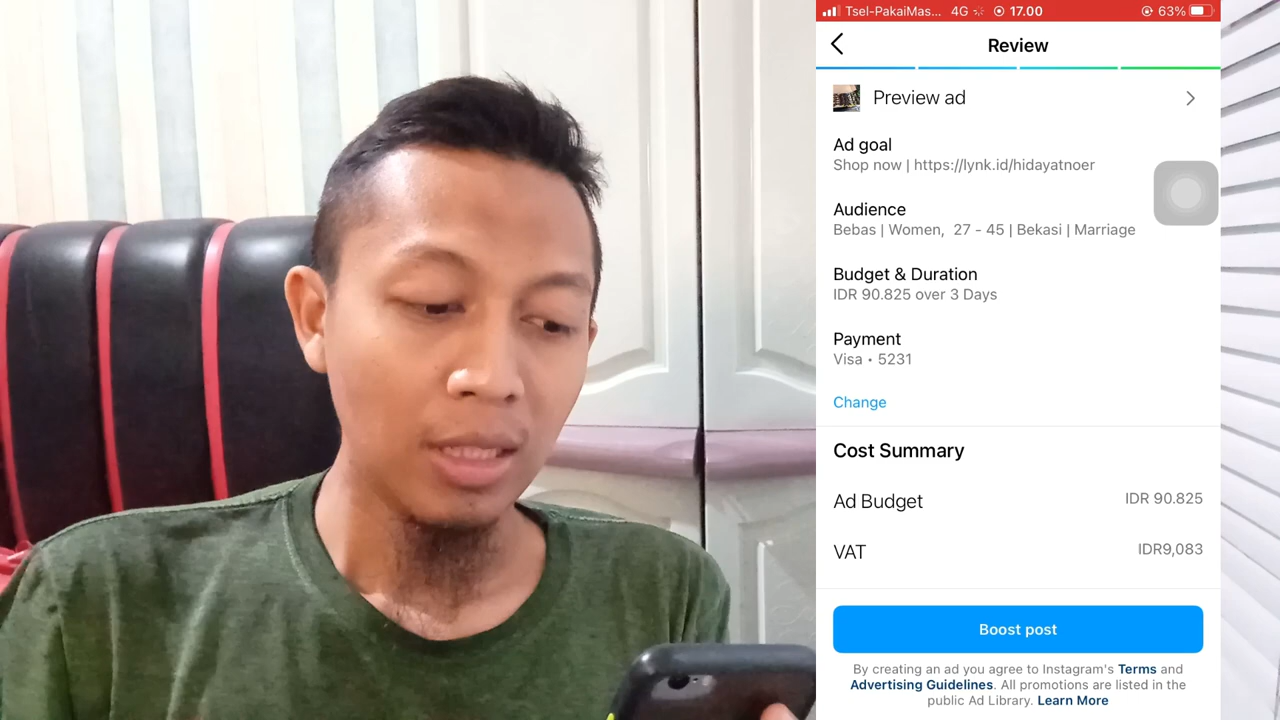 Tsel-PakaiMas... 4G 17.00 63%
Review
Preview ad
Ad goal
Shop now | https://lynk.id/hidayatnoer
Audience
Bebas | Women, 27 - 45 | Bekasi | Marriage
Budget & Duration
IDR 90.825 over 3 Days
Payment
Visa • 5231
Change
Cost Summary
Ad Budget IDR 90.825
VAT IDR9,083
Boost post
By creating an ad you agree to Instagram's Terms and
Advertising Guidelines. All promotions are listed in the
public Ad Library. Learn More